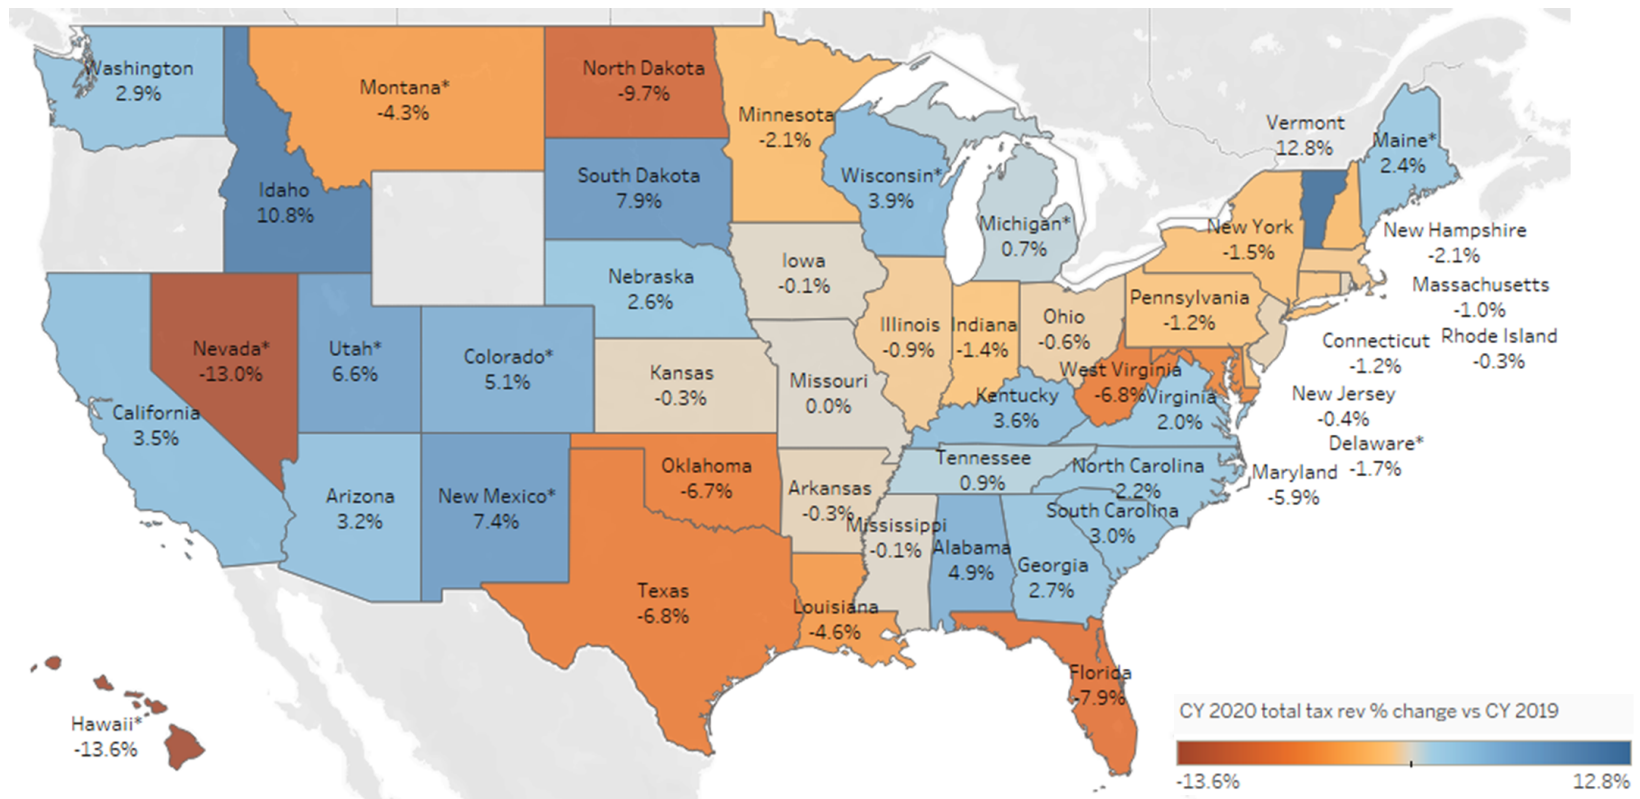 Washington
2.9%
Montana*
-4.3%
North Dakota
-9.7%
Minnesota
-2.1%
Vermont
12.8%
Maine*
2.4%
Idaho
10.8%
South Dakota
7.9%
Wisconsin*
3.9%
Michigan*
0.7%
New York
-1.5%
New Hampshire
-2.1%
Massachusetts
-1.0%
Nebraska
2.6%
Iowa
-0.1%
Illinois
-0.9%
Indiana
-1.4%
Ohio
-0.6%
Pennsylvania
-1.2%
Connecticut
-1.2%
Rhode Island
-0.3%
Nevada*
-13.0%
Utah*
6.6%
Colorado*
5.1%
Kansas
-0.3%
Missouri
0.0%
West Virginia
-6.8%
Kentucky
3.6%
Virginia
2.0%
New Jersey
-0.4%
Delaware*
-1.7%
Maryland
-5.9%
California
3.5%
Arizona
3.2%
New Mexico*
7.4%
Oklahoma
-6.7%
Arkansas
-0.3%
Tennessee
0.9%
North Carolina
2.2%
South Carolina
3.0%
Mississippi
-0.1%
Alabama
4.9%
Georgia
2.7%
Texas
-6.8%
Louisiana
-4.6%
Florida
-7.9%
Hawaii*
-13.6%
CY 2020 total tax rev % change vs CY 2019
-13.6%
12.8%